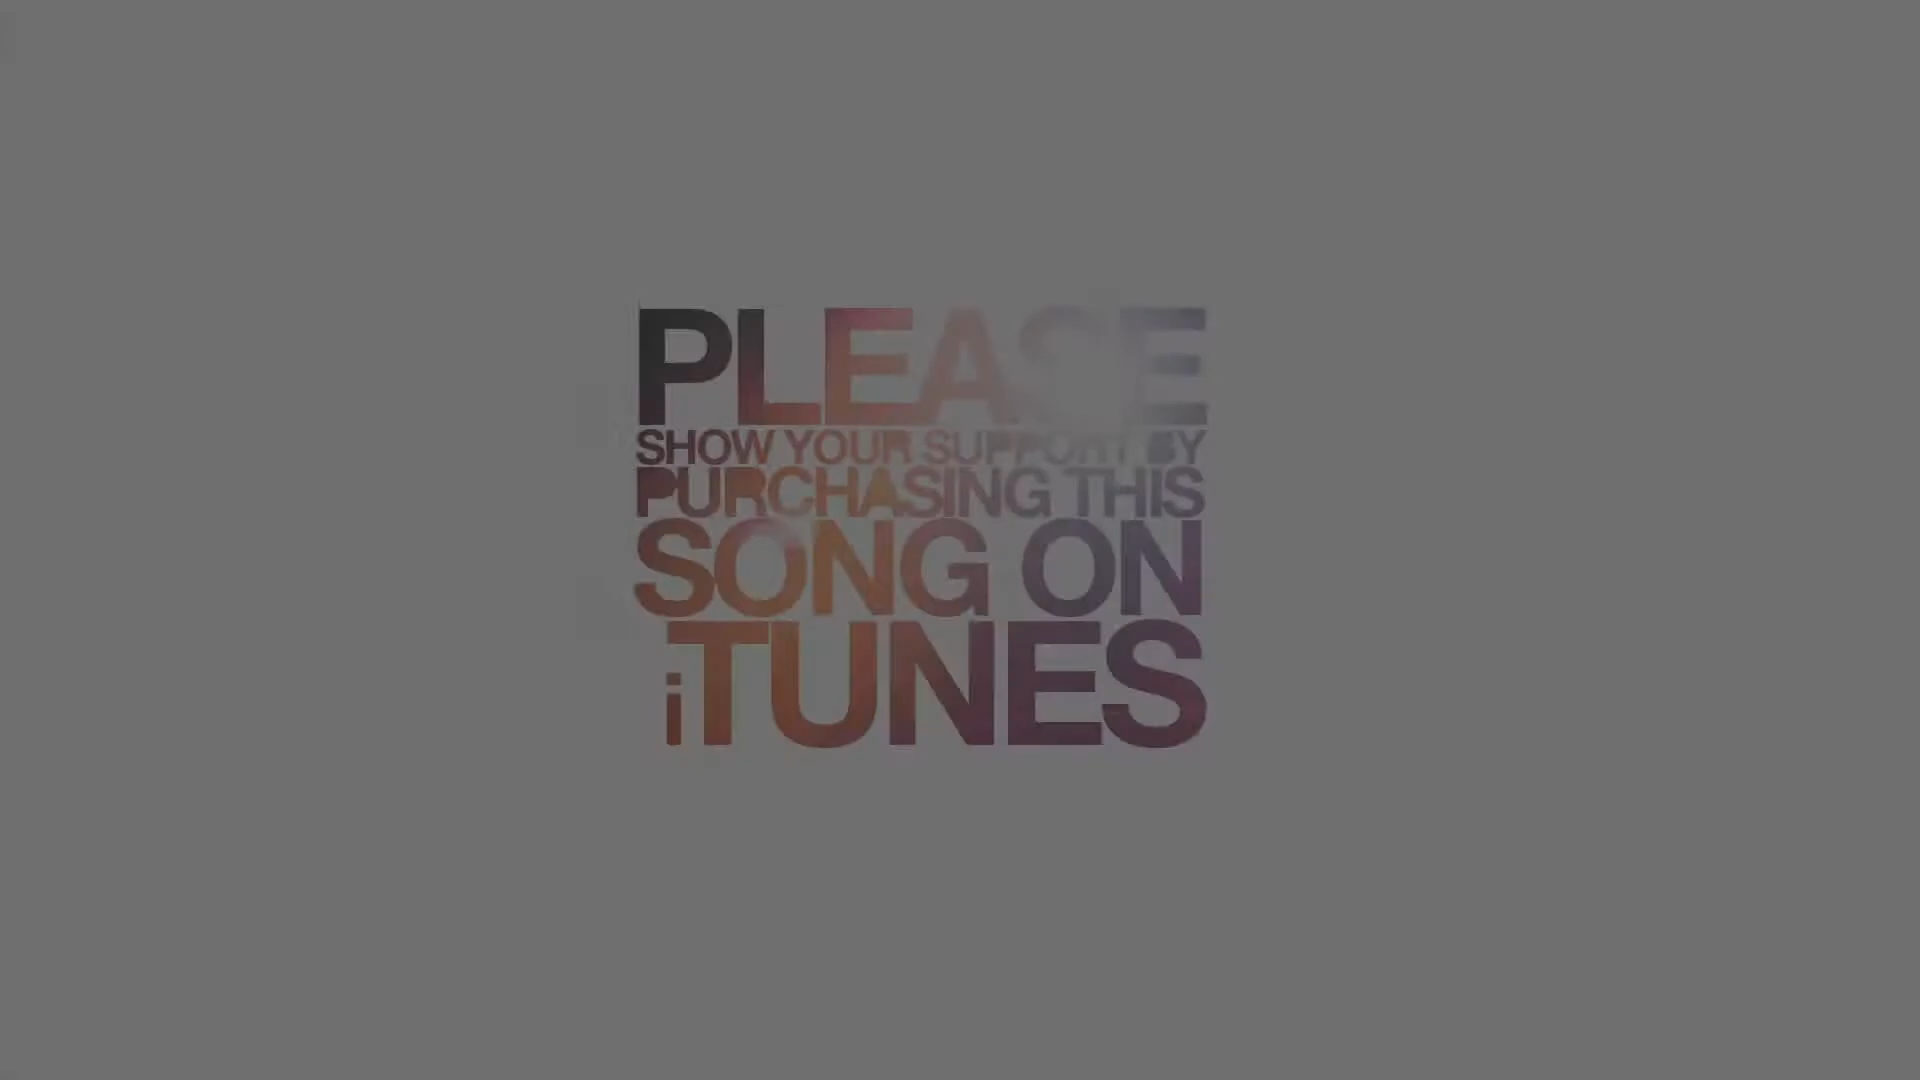 PLEASE
SHOW YOUR SUPPORT BY
PURCHASING THIS
SONG ON
iTUNES